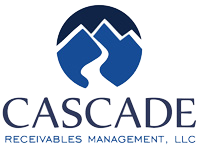 CASCADE
RECEIVABLES MANAGEMENT, LLC